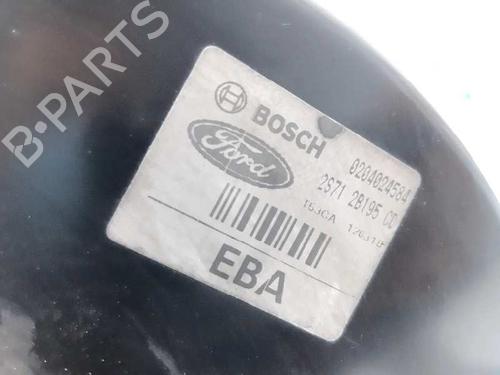 B-PARTS
BOSCH
Ford
0204024584
2S71 2B195 CD
EBA